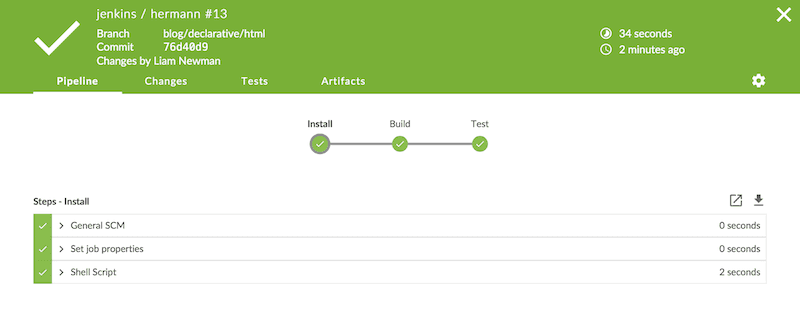 jenkins / hermann #13
Branch blog/declarative/html
Commit 76d40d9
Changes by Liam Newman
34 seconds
2 minutes ago
Pipeline Changes Tests Artifacts
Install Build Test
Steps - Install
General SCM 0 seconds
Set job properties 0 seconds
Shell Script 2 seconds